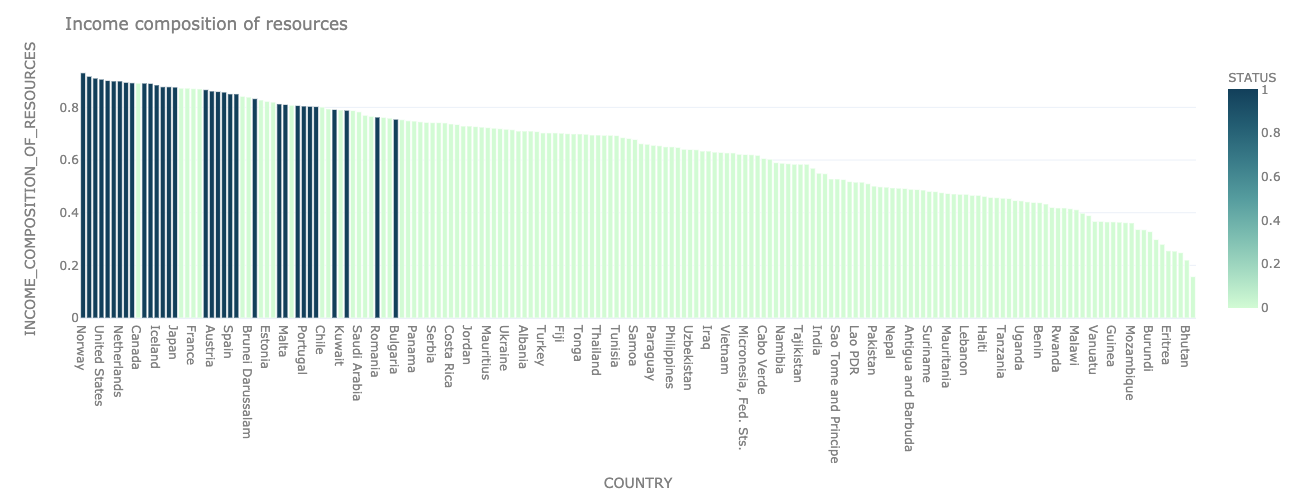 Income composition of resources
INCOME_COMPOSITION_OF_RESOURCES
0.8
0.6
0.4
0.2
0
Norway
United States
Netherlands
Canada
Iceland
Japan
France
Austria
Spain
Brunei Darussalam
Estonia
Malta
Portugal
Chile
Kuwait
Saudi Arabia
Romania
Bulgaria
Panama
Serbia
Costa Rica
Jordan
Mauritius
Ukraine
Albania
Turkey
Fiji
Tonga
Thailand
Tunisia
Samoa
Paraguay
Philippines
Uzbekistan
Iraq
Vietnam
Micronesia, Fed. Sts.
Cabo Verde
Namibia
Tajikistan
India
Sao Tome and Principe
Lao PDR
Pakistan
Nepal
Antigua and Barbuda
Suriname
Mauritania
Lebanon
Haiti
Tanzania
Uganda
Benin
Rwanda
Malawi
Vanuatu
Guinea
Mozambique
Burundi
Eritrea
Bhutan
COUNTRY
STATUS
1
0.8
0.6
0.4
0.2
0